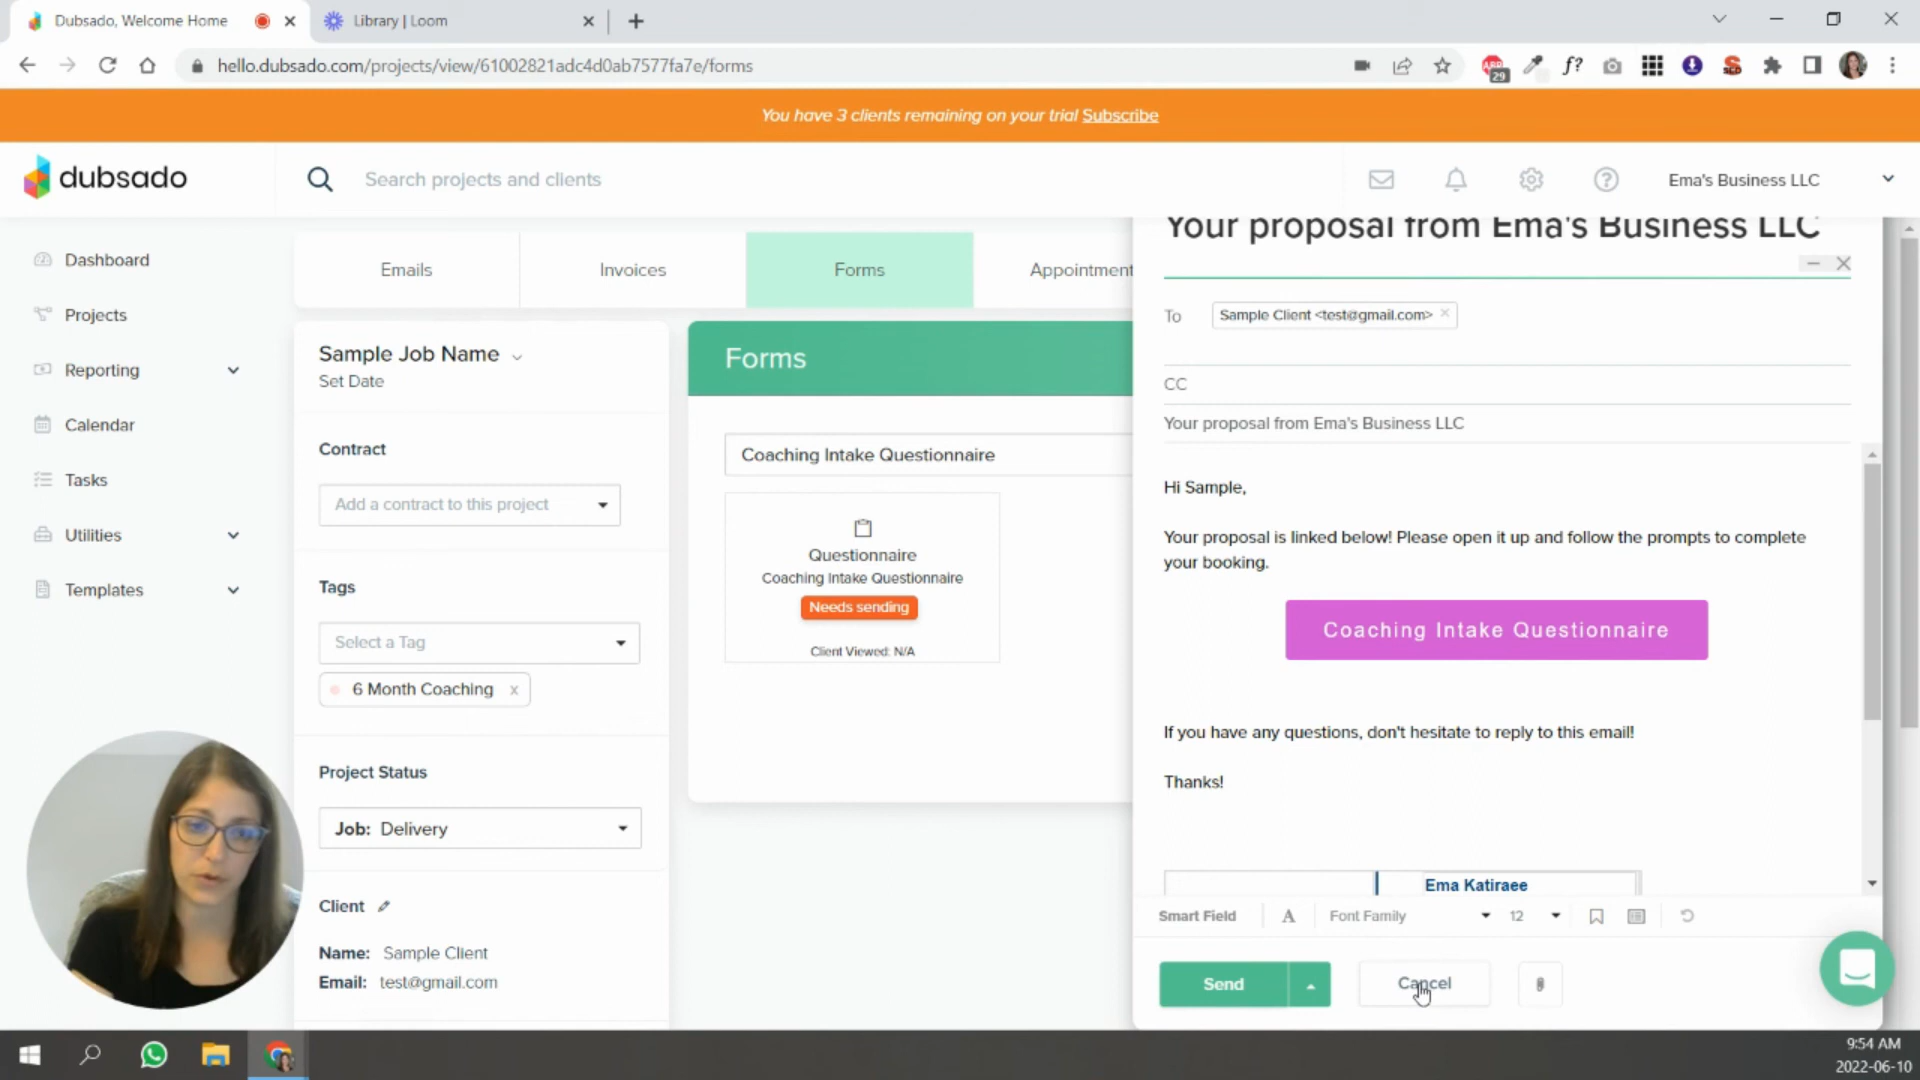 Dubsado, Welcome Home
Library | Loom
hello.dubsado.com/projects/view/61002821adc4d0ab7577fa7e/forms
ABP
29
f?
You have 3 clients remaining on your trial Subscribe
dubsado
Search projects and clients
Ema's Business LLC
Dashboard
Projects
Reporting
Calendar
Tasks
Utilities
Templates
Emails
Invoices
Forms
Appointment
Sample Job Name
Set Date
Contract
Add a contract to this project
Tags
Select a Tag
6 Month Coaching x
Project Status
Job: Delivery
Client
Name: Sample Client
Email: test@gmail.com
Forms
Coaching Intake Questionnaire
Questionnaire
Coaching Intake Questionnaire
Needs sending
Client Viewed: N/A
Your proposal from Ema's Business LLC
To
Sample Client <test@gmail.com>
CC
Your proposal from Ema's Business LLC
Hi Sample,
Your proposal is linked below! Please open it up and follow the prompts to complete
your booking.
Coaching Intake Questionnaire
If you have any questions, don't hesitate to reply to this email!
Thanks!
Ema Katiraee
Smart Field
A
Font Family
12
Send
Cancel
9:54 AM
2022-06-10